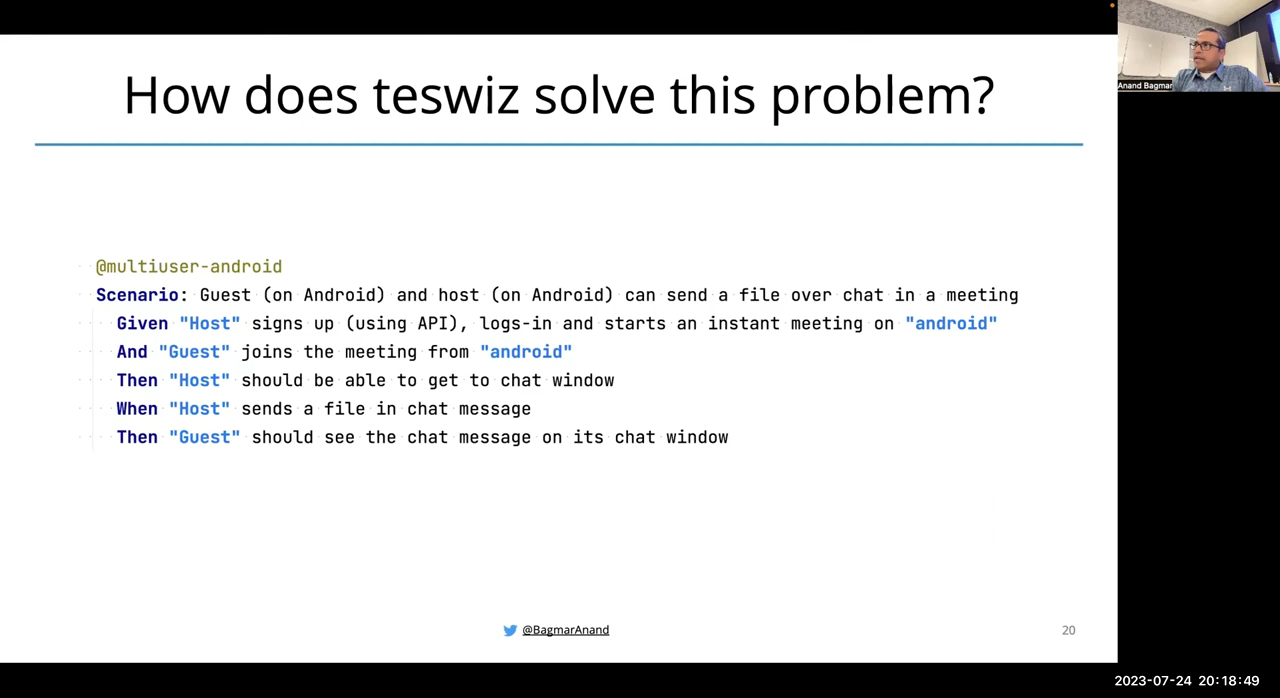 How does teswiz solve this problem?
@multiuser-android
Scenario: Guest (on Android) and host (on Android) can send a file over chat in a meeting
Given "Host" signs up (using API), logs-in and starts an instant meeting on "android"
And "Guest" joins the meeting from "android"
Then "Host" should be able to get to chat window
When "Host" sends a file in chat message
Then "Guest" should see the chat message on its chat window
@BagmarAnand
20
Anand Bagmar
2023-07-24 20:18:49